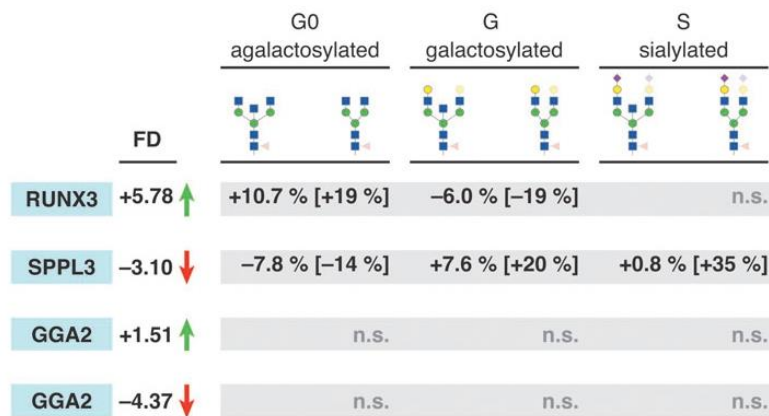 G0 G S
agalactosylated galactosylated sialylated
FD
RUNX3 +5.78 +10.7 % [+19 %] −6.0 % [−19 %] n.s.
SPPL3 −3.10 −7.8 % [−14 %] +7.6 % [+20 %] +0.8 % [+35 %]
GGA2 +1.51 n.s. n.s. n.s.
GGA2 −4.37 n.s. n.s. n.s.